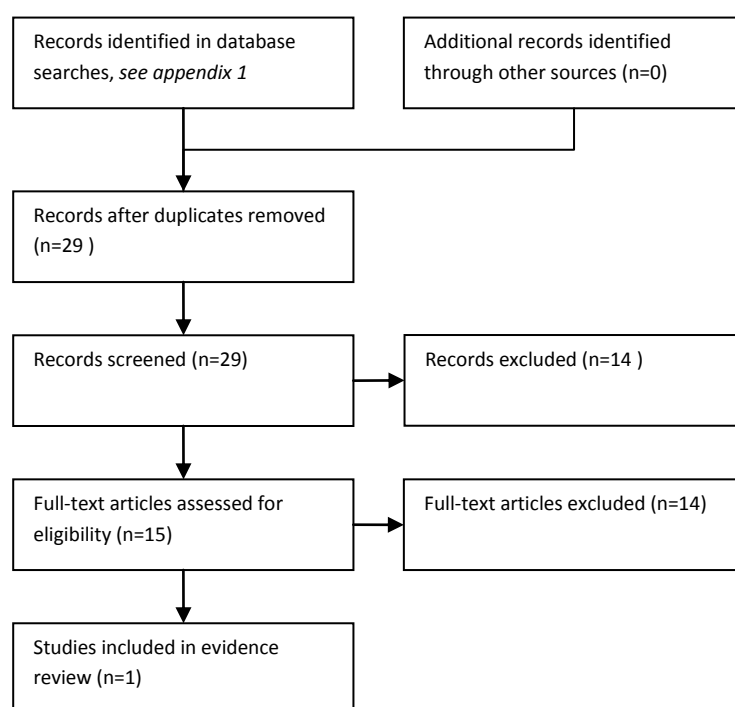 Records identified in database
searches, see appendix 1
Additional records identified
through other sources (n=0)
Records after duplicates removed
(n=29 )
Records screened (n=29)
Records excluded (n=14 )
Full-text articles assessed for
eligibility (n=15)
Full-text articles excluded (n=14)
Studies included in evidence
review (n=1)